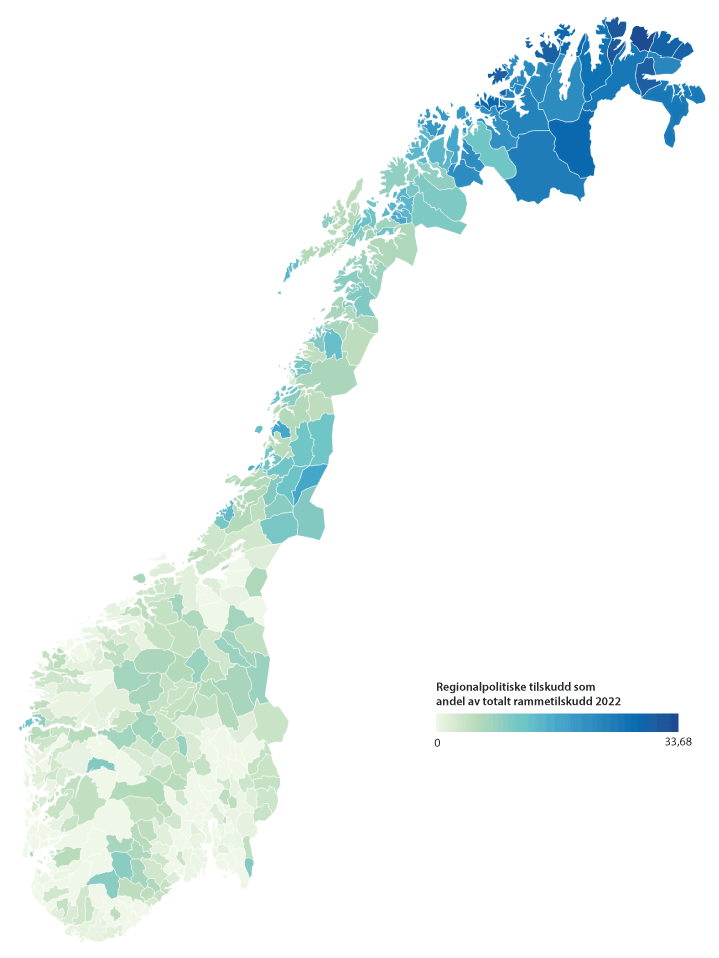 Regionalpolitiske tilskudd som
andel av totalt rammetilskudd 2022
0
33,68